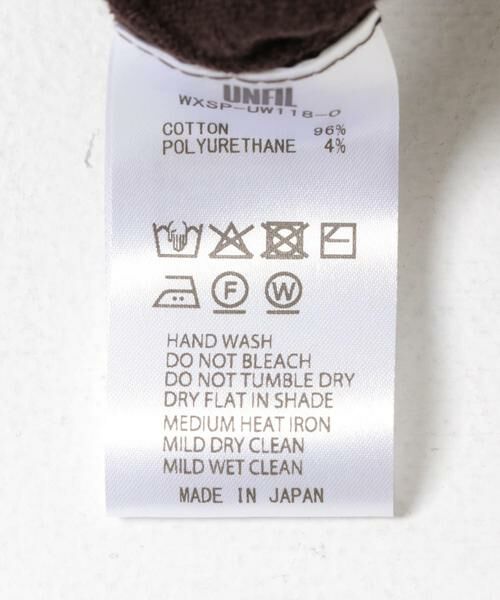 UNFIL
WXSP-UW118-O
COTTON 96%
POLYURETHANE 4%
F W
HAND WASH
DO NOT BLEACH
DO NOT TUMBLE DRY
DRY FLAT IN SHADE
MEDIUM HEAT IRON
MILD DRY CLEAN
MILD WET CLEAN
MADE IN JAPAN